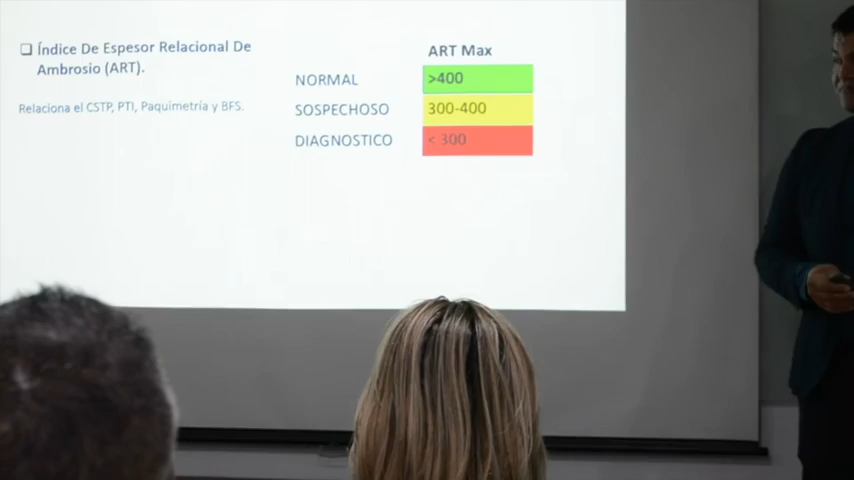 Índice De Espesor Relacional De
Ambrosio (ART).
Relaciona el CSTP, PTI, Paquimetría y BFS.
ART Max
NORMAL >400
SOSPECHOSO 300-400
DIAGNOSTICO < 300